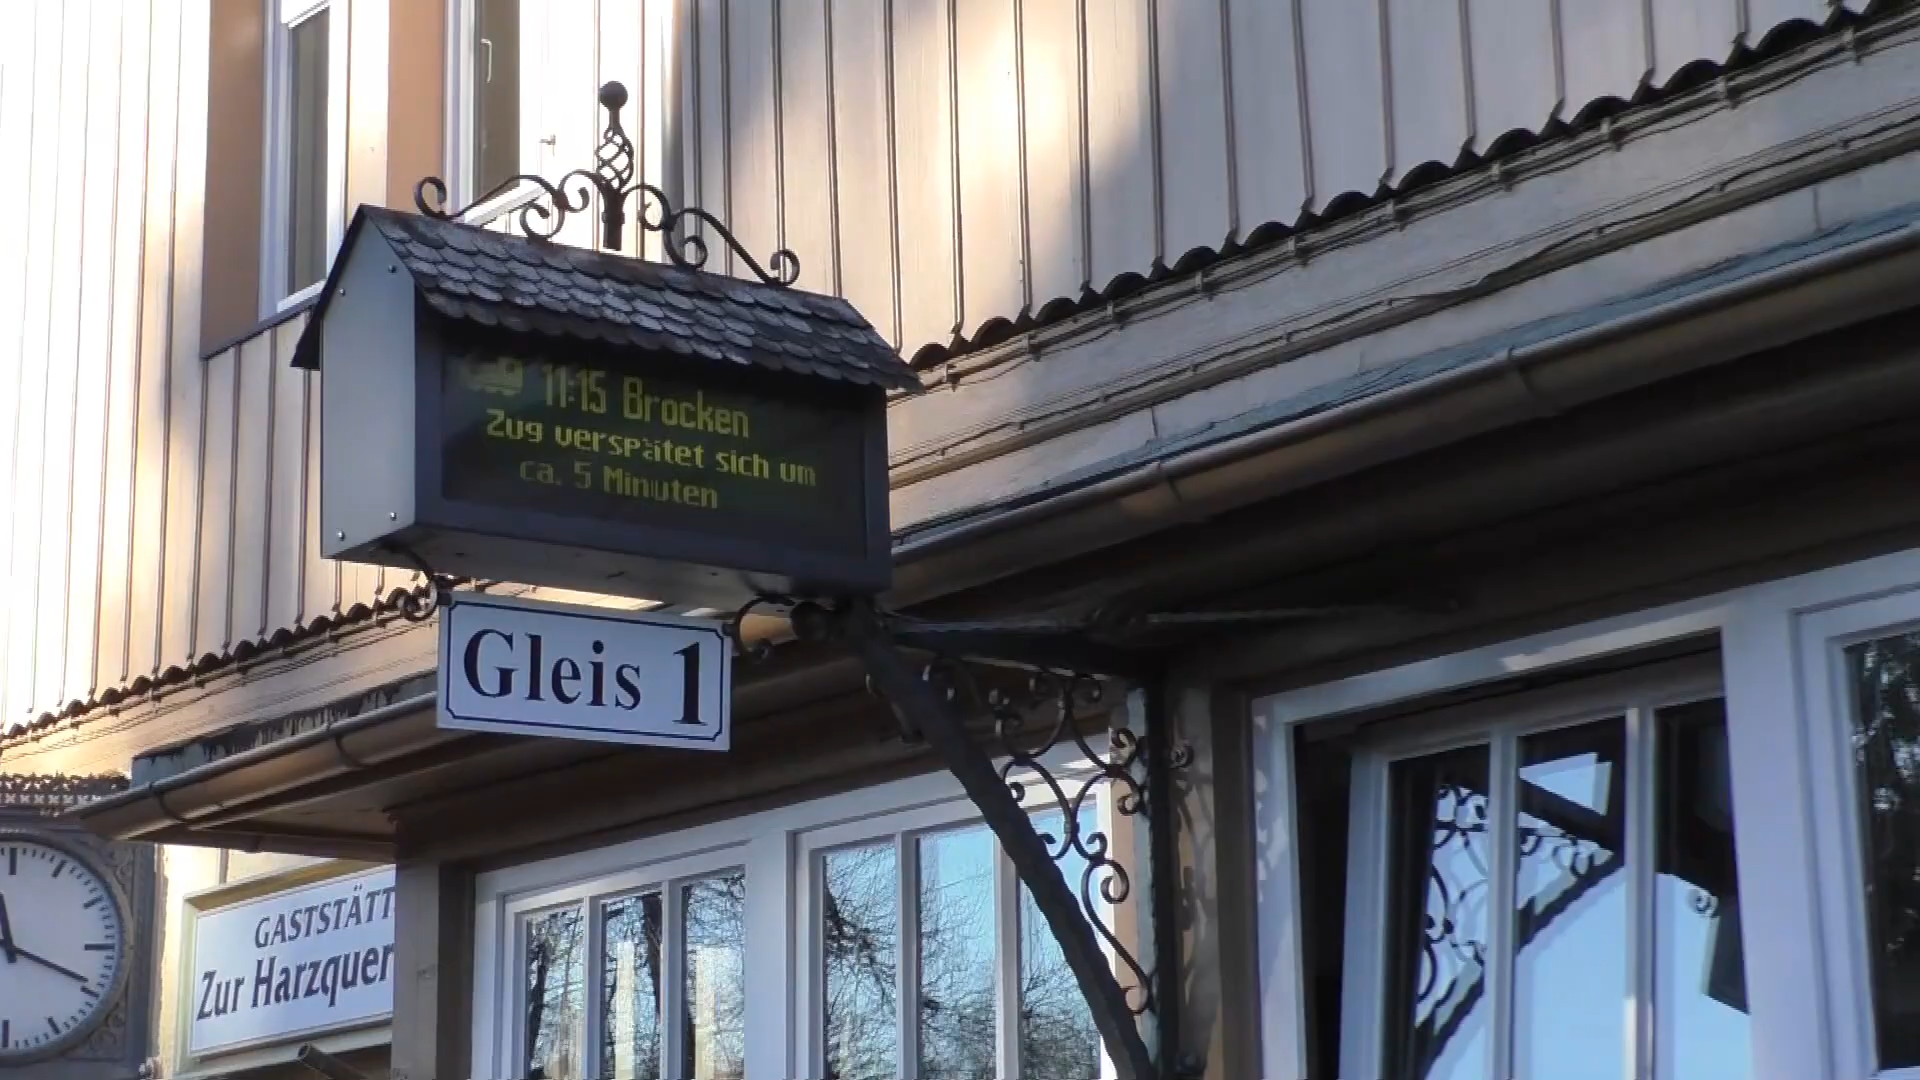 11:15 Brocken
Zug verspätet sich um
ca. 5 Minuten
Gleis 1
GASTSTÄTT
Zur Harzquer